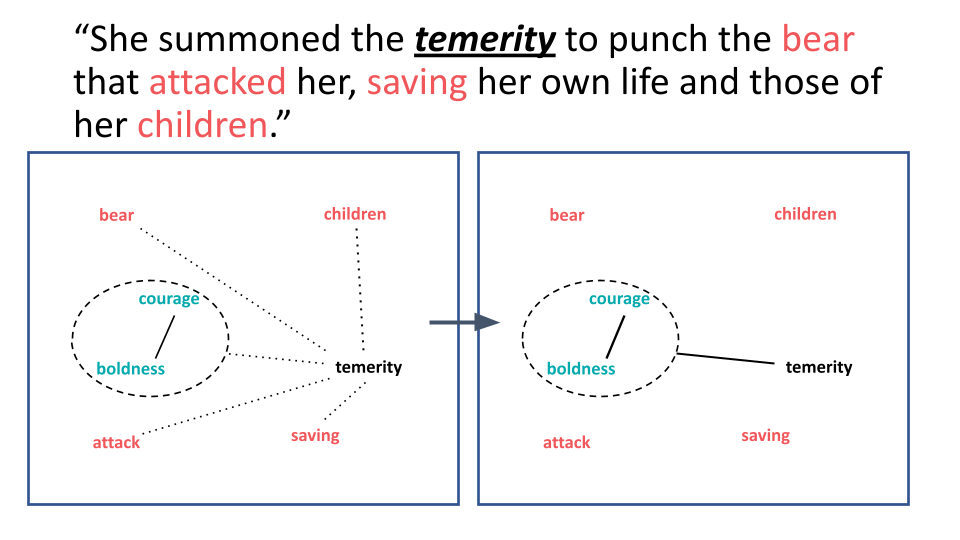 “She summoned the temerity to punch the bear
that attacked her, saving her own life and those of
her children.”
bear
children
courage
boldness
temerity
attack
saving
bear
children
courage
boldness
temerity
attack
saving